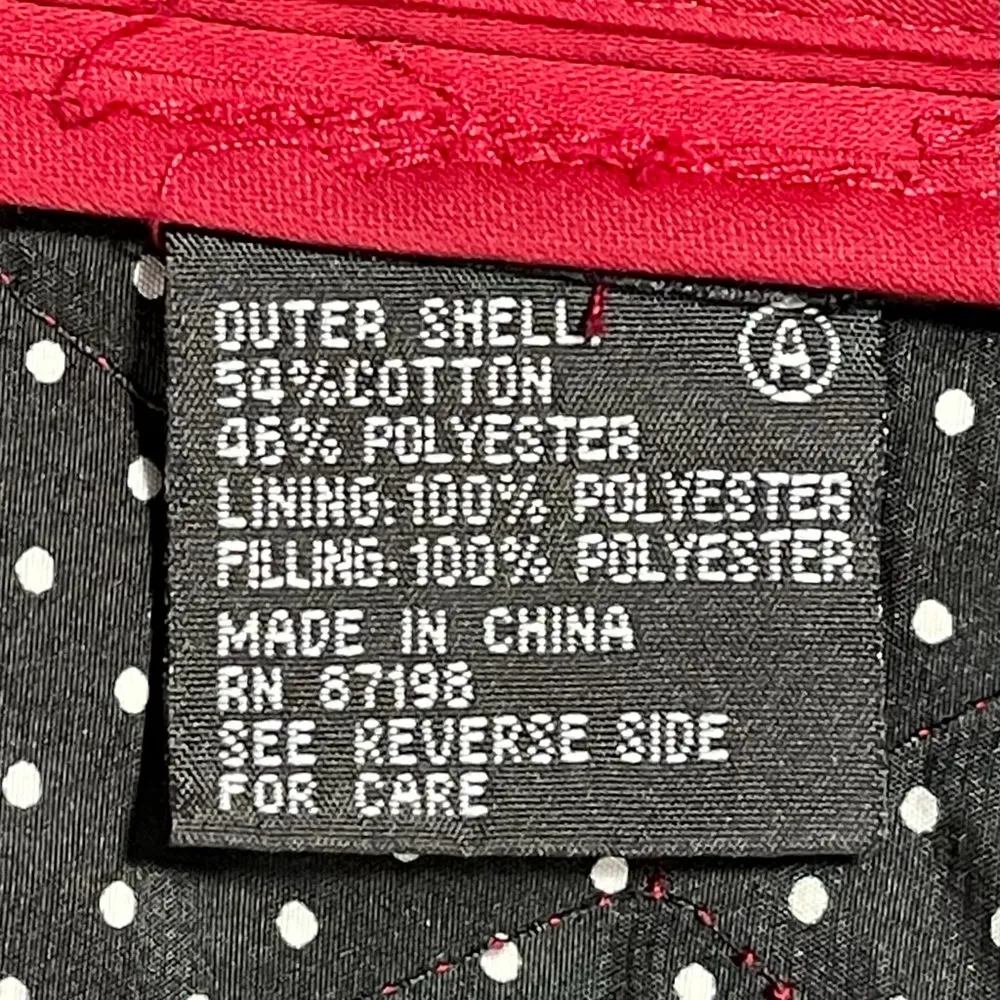 OUTER SHELL:
Ⓐ
54%COTTON
46% POLYESTER
LINING:100% POLYESTER
FILLING:100% POLYESTER
MADE IN CHINA
RN 87198
SEE REVERSE SIDE
FOR CARE